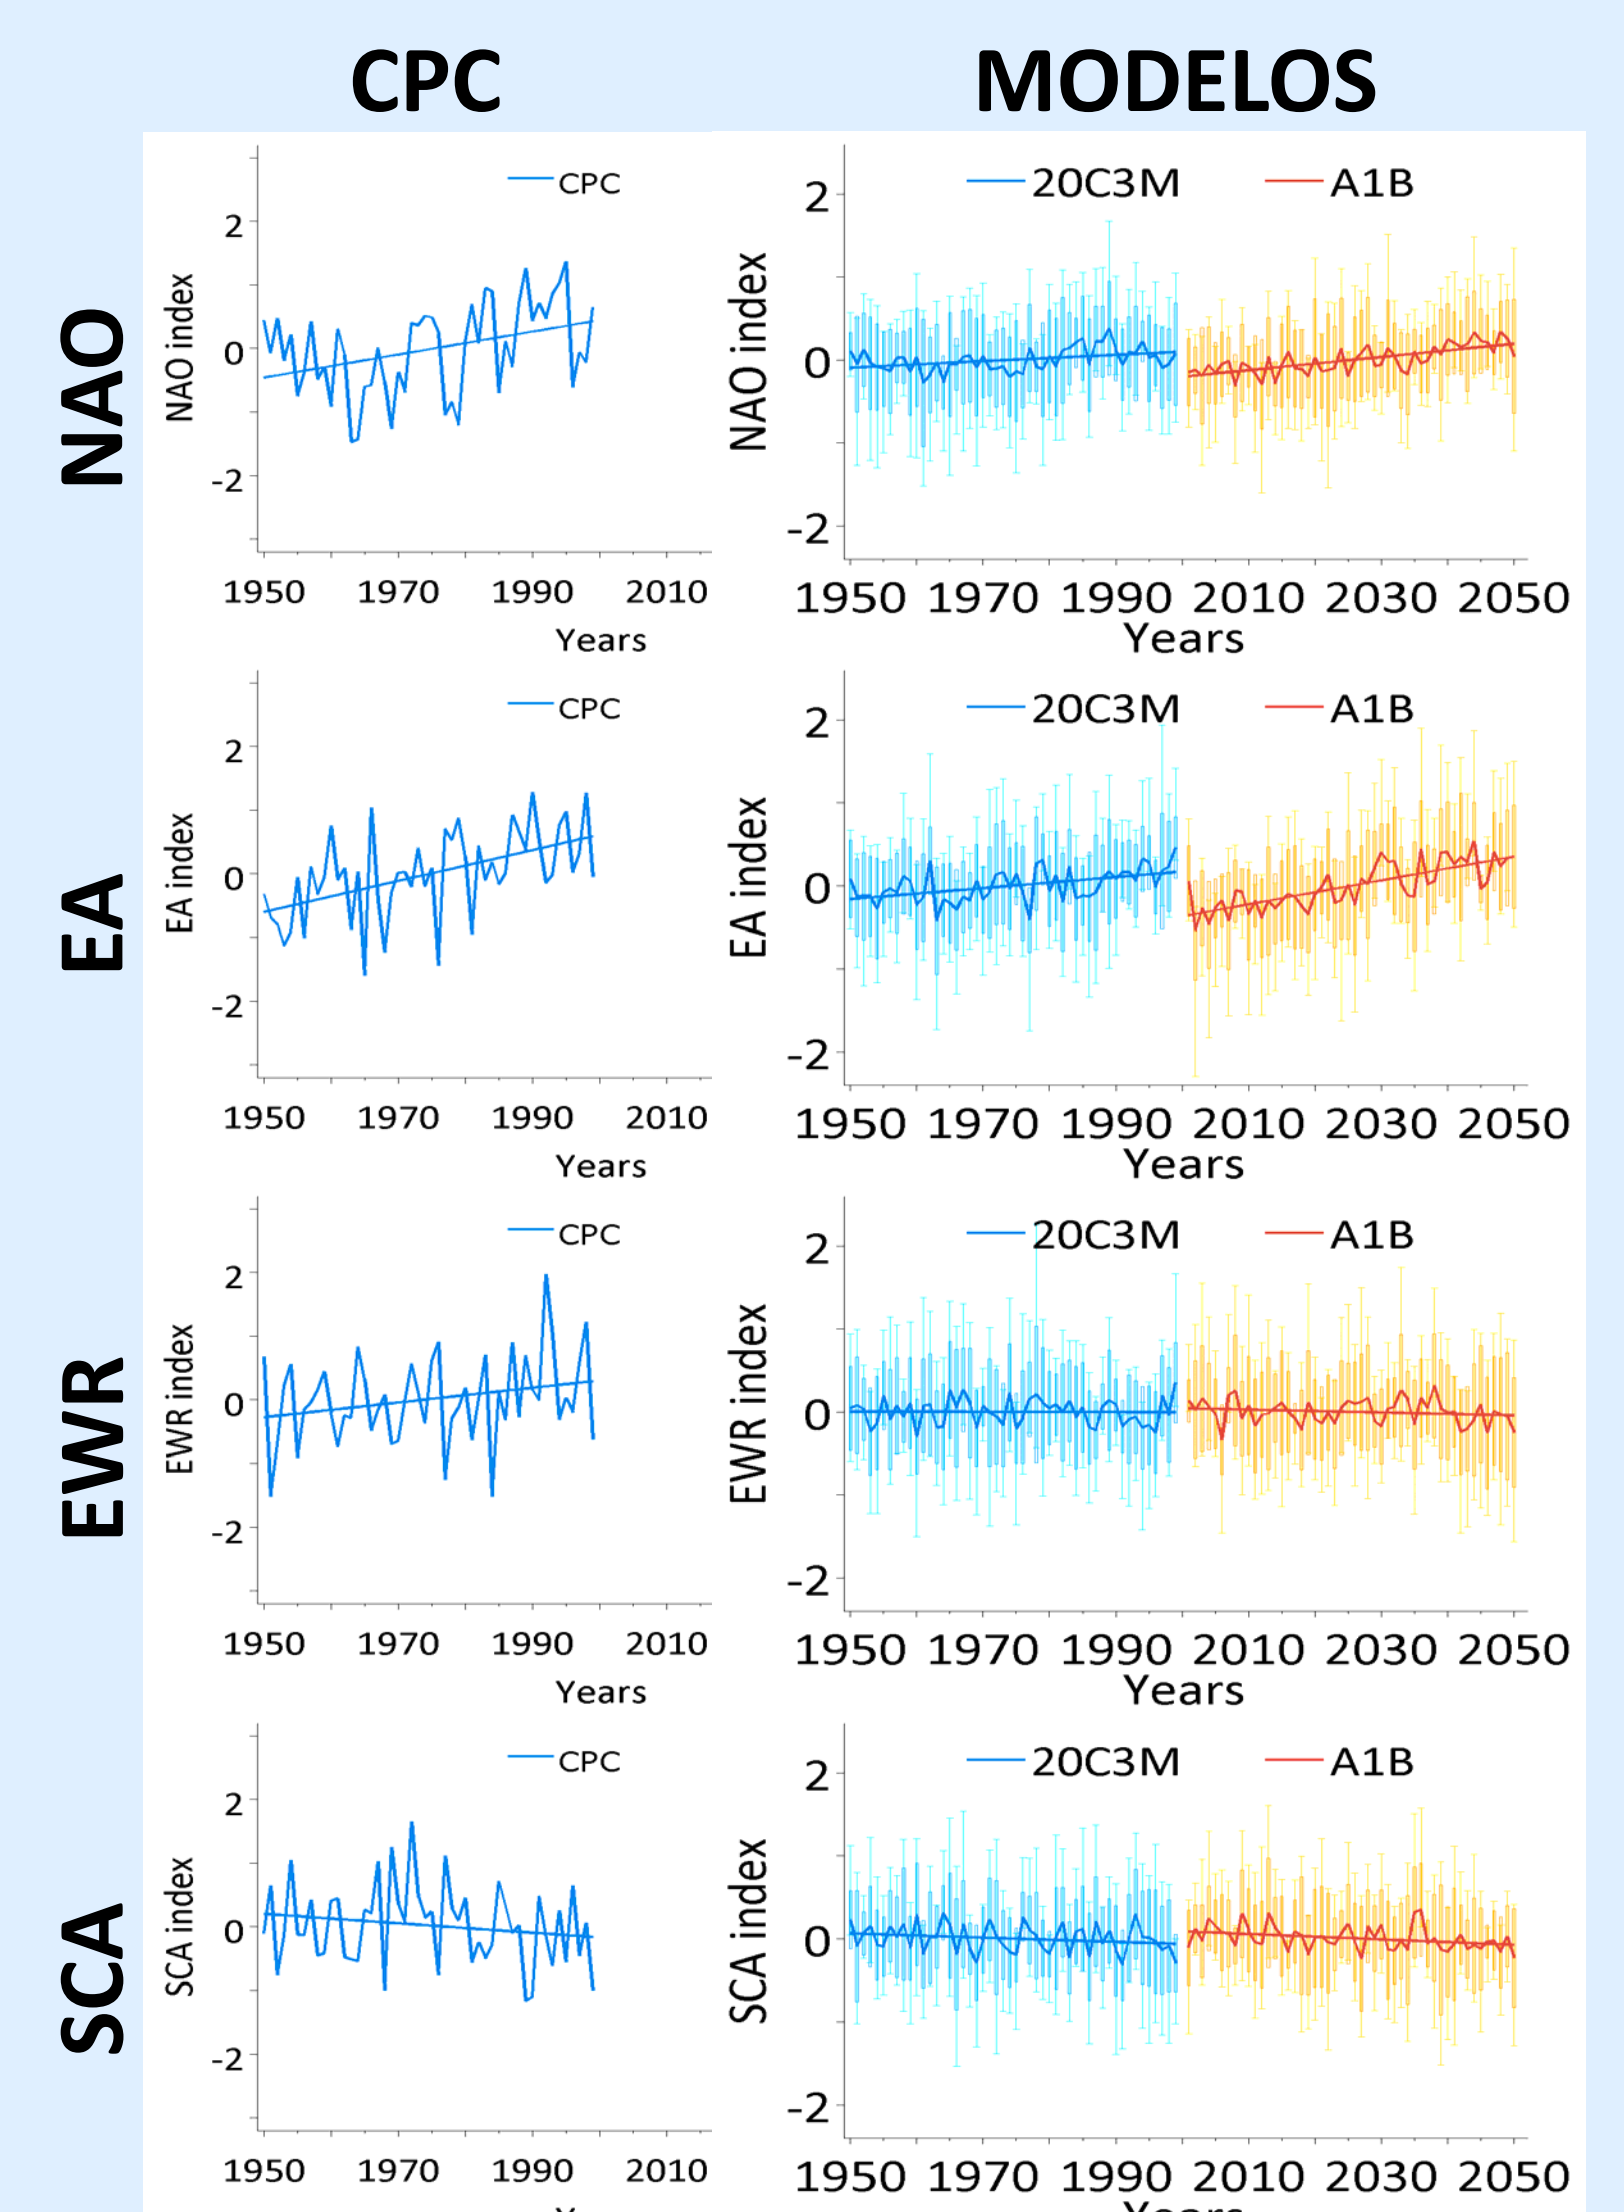 CPC MODELOS
NAO
NAO index
2
0
-2
CPC
1950 1970 1990 2010
Years
NAO index
2
0
-2
20C3M A1B
1950 1970 1990 2010 2030 2050
Years
EA
EA index
2
0
-2
CPC
1950 1970 1990 2010
Years
EA index
2
0
-2
20C3M A1B
1950 1970 1990 2010 2030 2050
Years
EWR
EWR index
2
0
-2
CPC
1950 1970 1990 2010
Years
EWR index
2
0
-2
20C3M A1B
1950 1970 1990 2010 2030 2050
Years
SCA
SCA index
2
0
-2
CPC
1950 1970 1990 2010
SCA index
2
0
-2
20C3M A1B
1950 1970 1990 2010 2030 2050